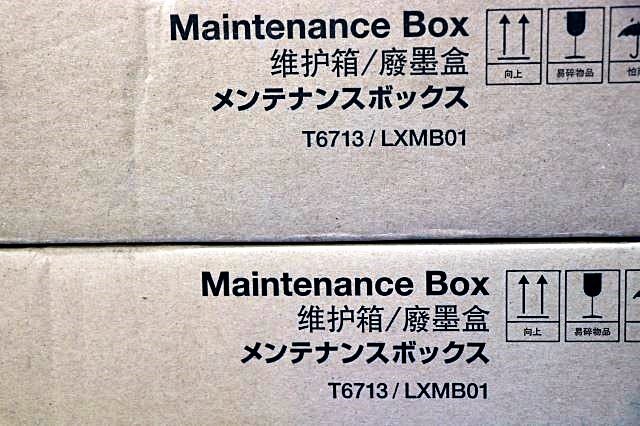 Maintenance Box
维护箱/廢墨盒
メンテナンスボックス
T6713 / LXMB01
向上
易碎物品
Maintenance Box
维护箱/廢墨盒
メンテナンスボックス
T6713 / LXMB01
向上
易碎物品